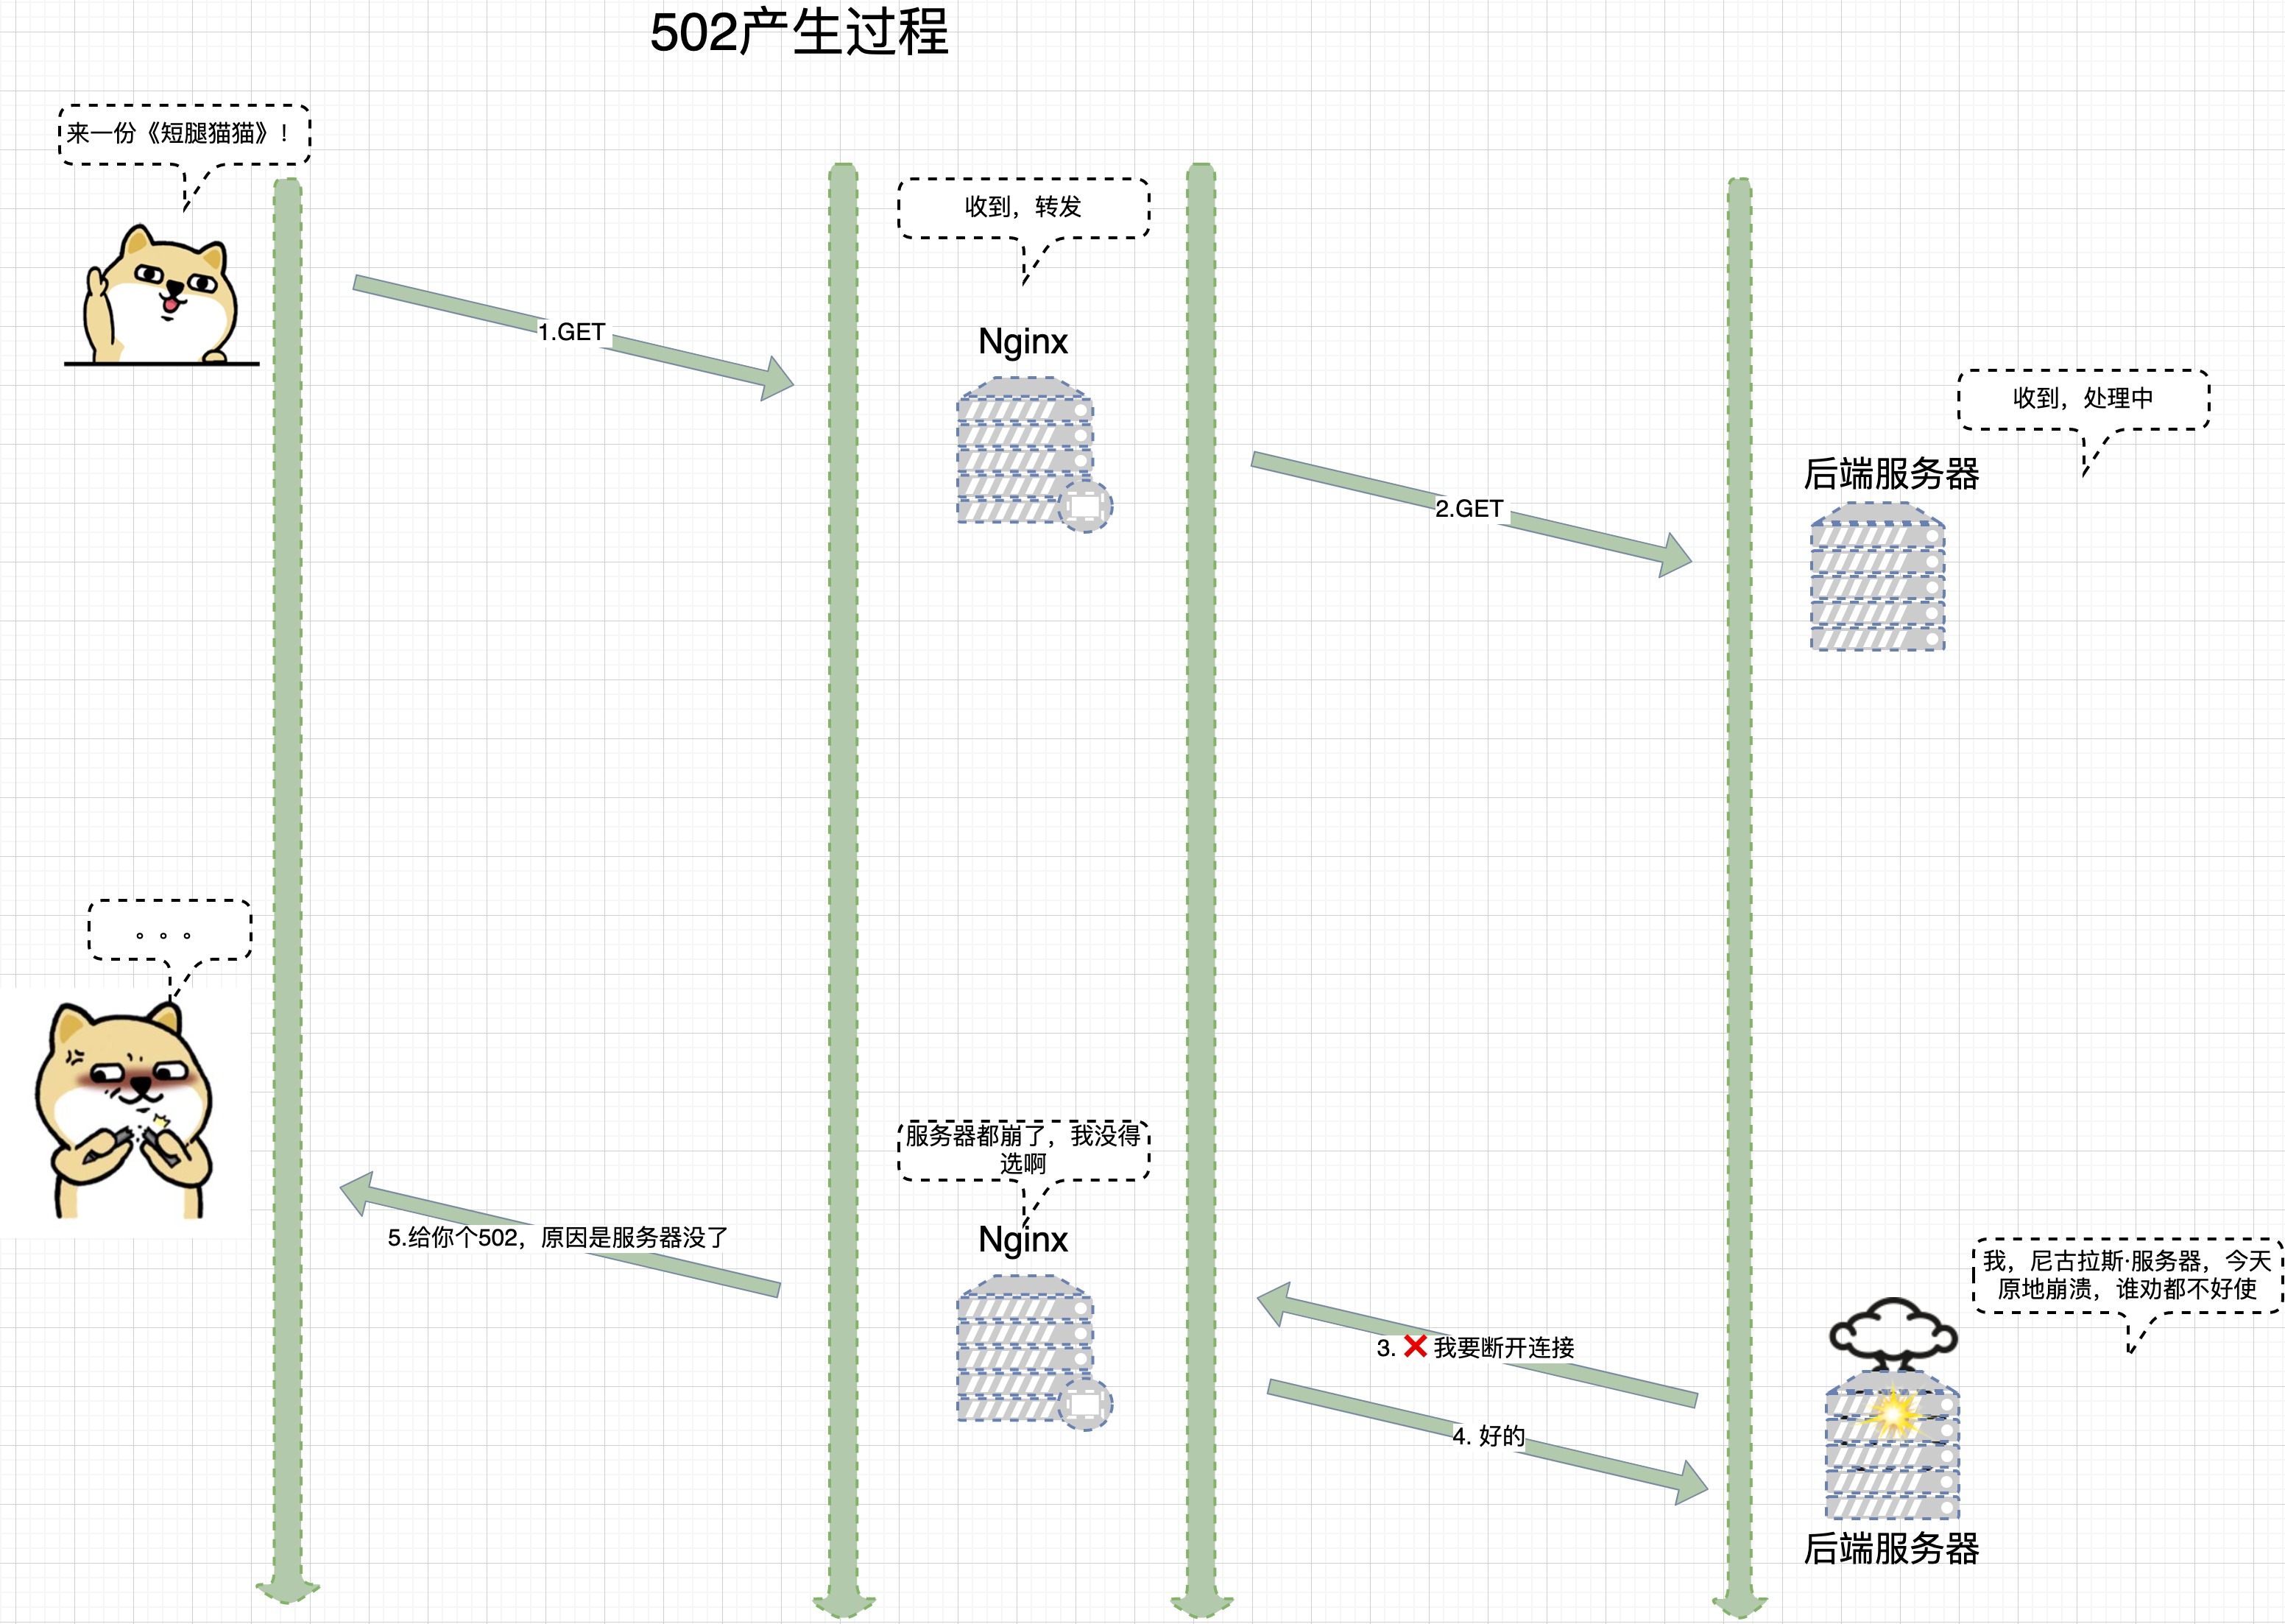 502产生过程
来一份《短腿猫猫》！
收到，转发
1.GET
Nginx
收到，处理中
后端服务器
2.GET
。。。
服务器都崩了，我没得
选啊
Nginx
5.给你个502，原因是服务器没了
我，尼古拉斯·服务器，今天
原地崩溃，谁劝都不好使
3. ❌ 我要断开连接
4. 好的
后端服务器